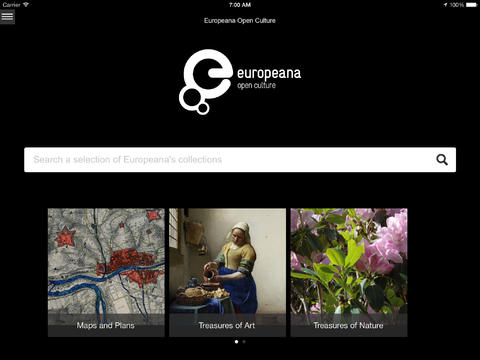 Carrier 7:00 AM 100%
Europeana Open Culture
europeana
open culture
Search a selection of Europeana's collections
Maps and Plans Treasures of Art Treasures of Nature